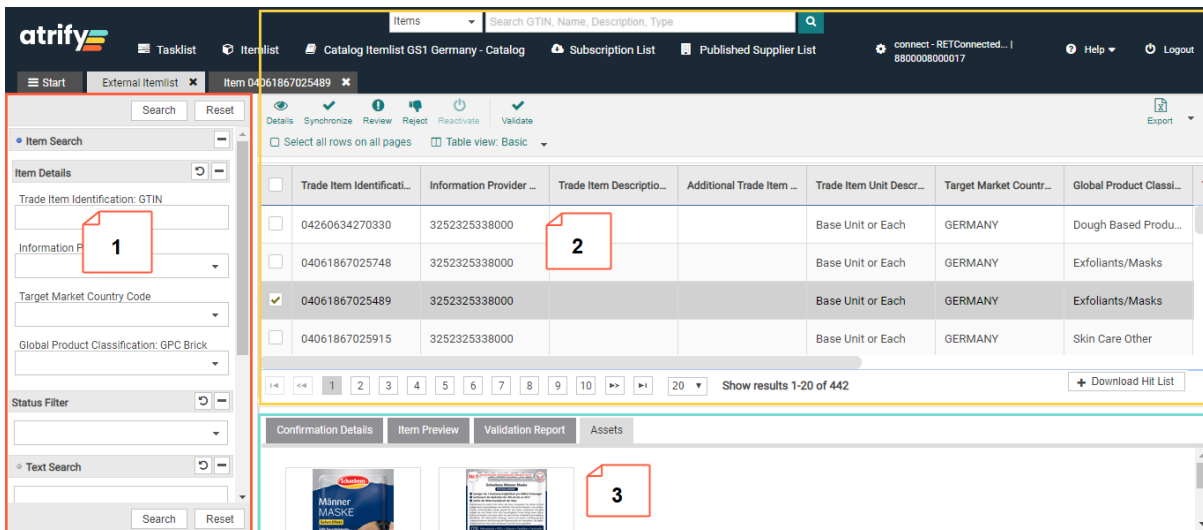 Items
Search GTIN, Name, Description, Type
atrify
Tasklist
Itemlist
Catalog Itemlist GS1 Germany - Catalog
Subscription List
Published Supplier List
connect - RETConnected... |
8800008000017
Help
Logout
Start
External Itemlist
Item 04061867025489
Search
Reset
Item Search
Item Details
Trade Item Identification: GTIN
Information P
1
Target Market Country Code
Global Product Classification: GPC Brick
Status Filter
Text Search
Search
Reset
Details
Synchronize
Review
Reject
Reactivate
Validate
Export
Select all rows on all pages
Table view: Basic
Trade Item Identificati... Information Provider ... Trade Item Descriptio... Additional Trade Item ... Trade Item Unit Descr... Target Market Countr... Global Product Classi...
04260634270330 3252325338000 Base Unit or Each GERMANY Dough Based Produ...
2
04061867025748 3252325338000 Base Unit or Each GERMANY Exfoliants/Masks
04061867025489 3252325338000 Base Unit or Each GERMANY Exfoliants/Masks
04061867025915 3252325338000 Base Unit or Each GERMANY Skin Care Other
1 2 3 4 5 6 7 8 9 10 20 Show results 1-20 of 442
+ Download Hit List
Confirmation Details
Item Preview
Validation Report
Assets
Schaebens
Männer
MASKE
Schaebens Männer Maske
3